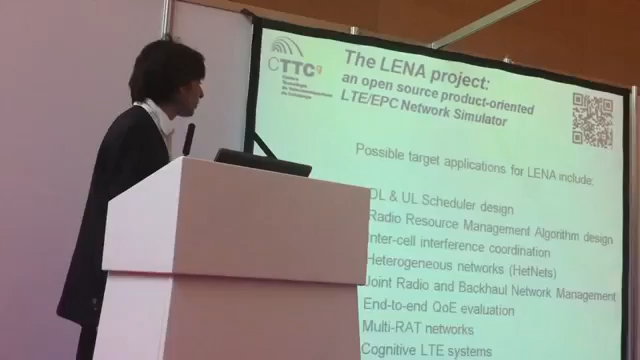 CTTC
The LENA project:
an open source product-oriented
LTE/EPC Network Simulator
Possible target applications for LENA include:
DL & UL Scheduler design
Radio Resource Management Algorithm design
Inter-cell interference coordination
Heterogeneous networks (HetNets)
Joint Radio and Backhaul Network Management
End-to-end QoE evaluation
Multi-RAT networks
Cognitive LTE systems